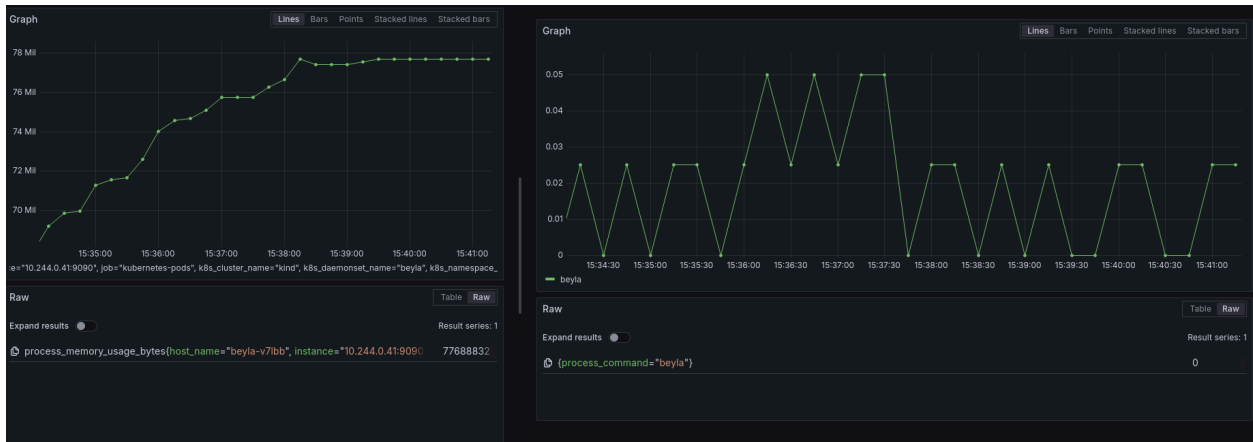 Graph
Lines Bars Points Stacked lines Stacked bars
78 Mil
76 Mil
74 Mil
72 Mil
70 Mil
15:35:00 15:36:00 15:37:00 15:38:00 15:39:00 15:40:00 15:41:00
:e="10.244.0.41:9090", job="kubernetes-pods", k8s_cluster_name="kind", k8s_daemonset_name="beyla", k8s_namespace_
Raw
Table Raw
Expand results
Result series: 1
process_memory_usage_bytes{host_name="beyla-v7lbb", instance="10.244.0.41:9090
77688832
Graph
Lines Bars Points Stacked lines Stacked bars
0.05
0.04
0.03
0.02
0.01
0
15:34:30 15:35:00 15:35:30 15:36:00 15:36:30 15:37:00 15:37:30 15:38:00 15:38:30 15:39:00 15:39:30 15:40:00 15:40:30 15:41:00
beyla
Raw
Table Raw
Expand results
Result series: 1
{process_command="beyla"}
0